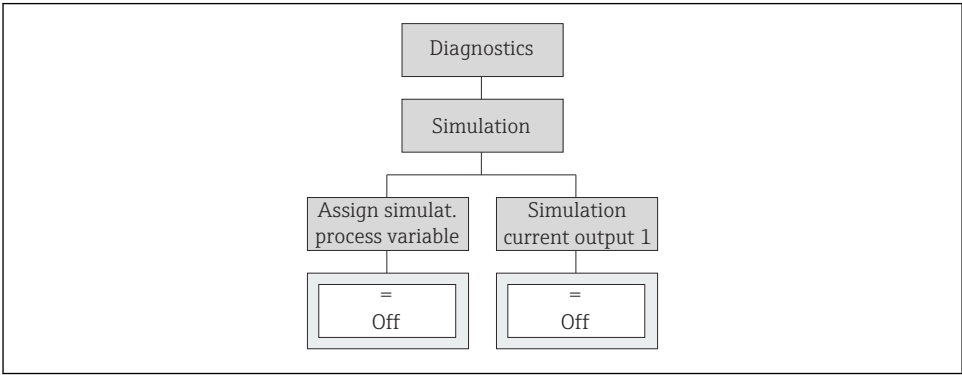 Diagnostics
Simulation
Assign simulat.
process variable
Simulation
current output 1
=
Off
=
Off